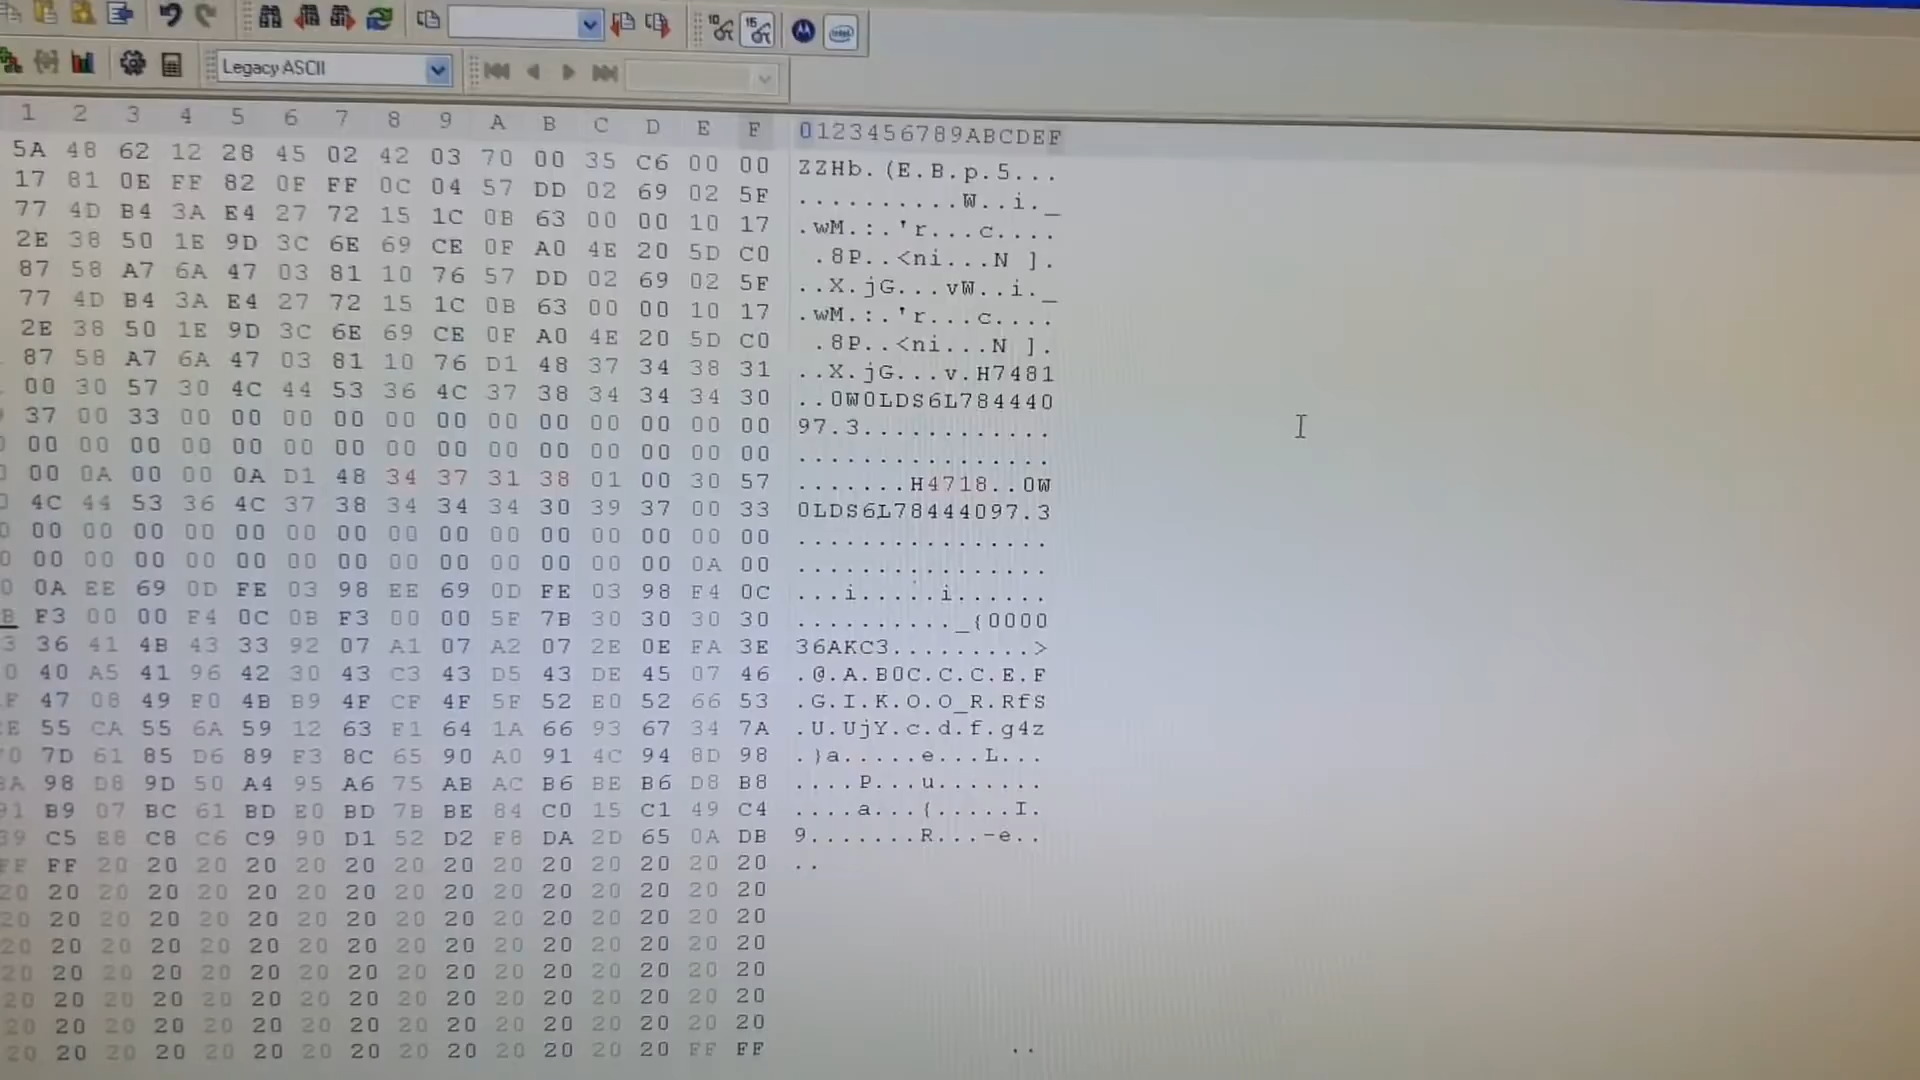 10 16
Legacy ASCII
1 2 3 4 5 6 7 8 9 A B C D E F 0123456789ABCDEF
5A 48 62 12 28 45 02 42 03 70 00 35 C6 00 00 ZZHb.(E.B.p.5...
17 81 0E FF 82 0F FF 0C 04 57 DD 02 69 02 5F ..........W..i._
77 4D B4 3A E4 27 72 15 1C 0B 63 00 00 10 17 .wM.:.'r...c....
2E 38 50 1E 9D 3C 6E 69 CE 0F A0 4E 20 5D C0 .8P..<ni...N ].
87 58 A7 6A 47 03 81 10 76 57 DD 02 69 02 5F ..X.jG...vW..i._
77 4D B4 3A E4 27 72 15 1C 0B 63 00 00 10 17 .wM.:.'r...c....
2E 38 50 1E 9D 3C 6E 69 CE 0F A0 4E 20 5D C0 .8P..<ni...N ].
87 58 A7 6A 47 03 81 10 76 D1 48 37 34 38 31 ..X.jG...v.H7481
00 30 57 30 4C 44 53 36 4C 37 38 34 34 34 30 ..0W0LDS6L784440
37 00 33 00 00 00 00 00 00 00 00 00 00 00 00 97.3............
00 00 00 00 00 00 00 00 00 00 00 00 00 00 00 ................
00 0A 00 00 0A D1 48 34 37 31 38 01 00 30 57 .......H4718..0W
4C 44 53 36 4C 37 38 34 34 34 30 39 37 00 33 0LDS6L78444097.3
00 00 00 00 00 00 00 00 00 00 00 00 00 00 00 ................
00 00 00 00 00 00 00 00 00 00 00 00 00 0A 00 ................
0A EE 69 0D FE 03 98 EE 69 0D FE 03 98 F4 0C ...i.....i......
F3 00 00 F4 0C 0B F3 00 00 5F 7B 30 30 30 30 .........._{0000
36 41 4B 43 33 92 07 A1 07 A2 07 2E 0E FA 3E 36AKC3.........>
40 A5 41 96 42 30 43 C3 43 D5 43 DE 45 07 46 .@.A.B0C.C.C.E.F
47 08 49 F0 4B B9 4F CF 4F 5F 52 E0 52 66 53 .G.I.K.O.O_R.RfS
55 CA 55 6A 59 12 63 F1 64 1A 66 93 67 34 7A .U.UjY.c.d.f.g4z
7D 61 85 D6 89 F3 8C 65 90 A0 91 4C 94 8D 98 .}a.....e...L...
98 D8 9D 50 A4 95 A6 75 AB AC B6 BE B6 D8 B8 ....P...u.......
B9 07 BC 61 BD E0 BD 7B BE 84 C0 15 C1 49 C4 ....a...{.....I.
C5 E8 C8 C6 C9 90 D1 52 D2 F8 DA 2D 65 0A DB 9.......R...-e..
FF 20 20 20 20 20 20 20 20 20 20 20 20 20 20 ..
20 20 20 20 20 20 20 20 20 20 20 20 20 20 20
20 20 20 20 20 20 20 20 20 20 20 20 20 20 20
20 20 20 20 20 20 20 20 20 20 20 20 20 20 20
20 20 20 20 20 20 20 20 20 20 20 20 20 20 20
20 20 20 20 20 20 20 20 20 20 20 20 20 20 20
20 20 20 20 20 20 20 20 20 20 20 20 20 20 20
20 20 20 20 20 20 20 20 20 20 20 20 20 FF FF ..